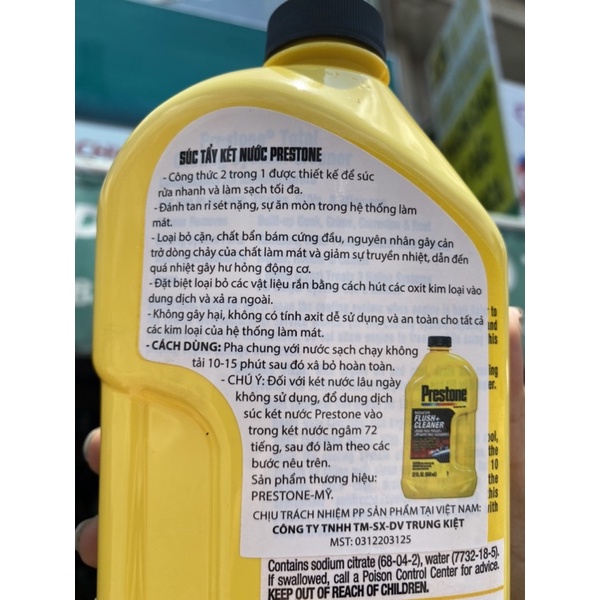 SÚC TẨY KÉT NƯỚC PRESTONE
- Công thức 2 trong 1 được thiết kế để súc
rửa nhanh và làm sạch tối đa.
- Đánh tan rỉ sét nặng, sự ăn mòn trong hệ thống làm
mát.
- Loại bỏ cặn, chất bẩn bám cứng đầu, nguyên nhân gây cản
trở dòng chảy của chất làm mát và giảm sự truyền nhiệt, dẫn đến
quá nhiệt gây hư hỏng động cơ.
- Đặt biệt loại bỏ các vật liệu rắn bằng cách hút các oxit kim loại vào
dung dịch và xả ra ngoài.
- Không gây hại, không có tính axit dễ sử dụng và an toàn cho tất cả
các kim loại của hệ thống làm mát.
- CÁCH DÙNG: Pha chung với nước sạch chạy không
tải 10-15 phút sau đó xả bỏ hoàn toàn.
- CHÚ Ý: Đối với két nước lâu ngày
không sử dụng, đổ dung dịch
súc két nước Prestone vào
trong két nước ngâm 72
tiếng, sau đó làm theo các
bước nêu trên.
Sản phẩm thương hiệu:
PRESTONE-MỸ.
Prestone
FLUSH+
CLEANER
CHỊU TRÁCH NHIỆM PP SẢN PHẨM TẠI VIỆT NAM:
CÔNG TY TNHH TM-SX-DV TRUNG KIỆT
MST: 0312203125
Contains sodium citrate (68-04-2), water (7732-18-5).
If swallowed, call a Poison Control Center for advice.
KEEP OUT OF REACH OF CHILDREN.